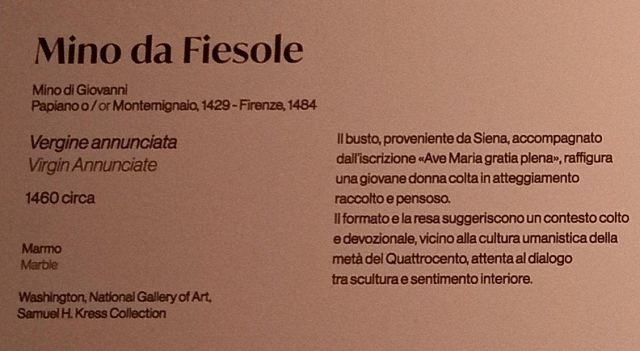 Mino da Fiesole
Mino di Giovanni
Papiano o / or Montemignaio, 1429 - Firenze, 1484
Vergine annunciata
Virgin Annunciate
1460 circa
Marmo
Marble
Washington, National Gallery of Art,
Samuel H. Kress Collection
Il busto, proveniente da Siena, accompagnato
dall'iscrizione «Ave Maria gratia plena», raffigura
una giovane donna colta in atteggiamento
raccolto e pensoso.
Il formato e la resa suggeriscono un contesto colto
e devozionale, vicino alla cultura umanistica della
metà del Quattrocento, attenta al dialogo
tra scultura e sentimento interiore.